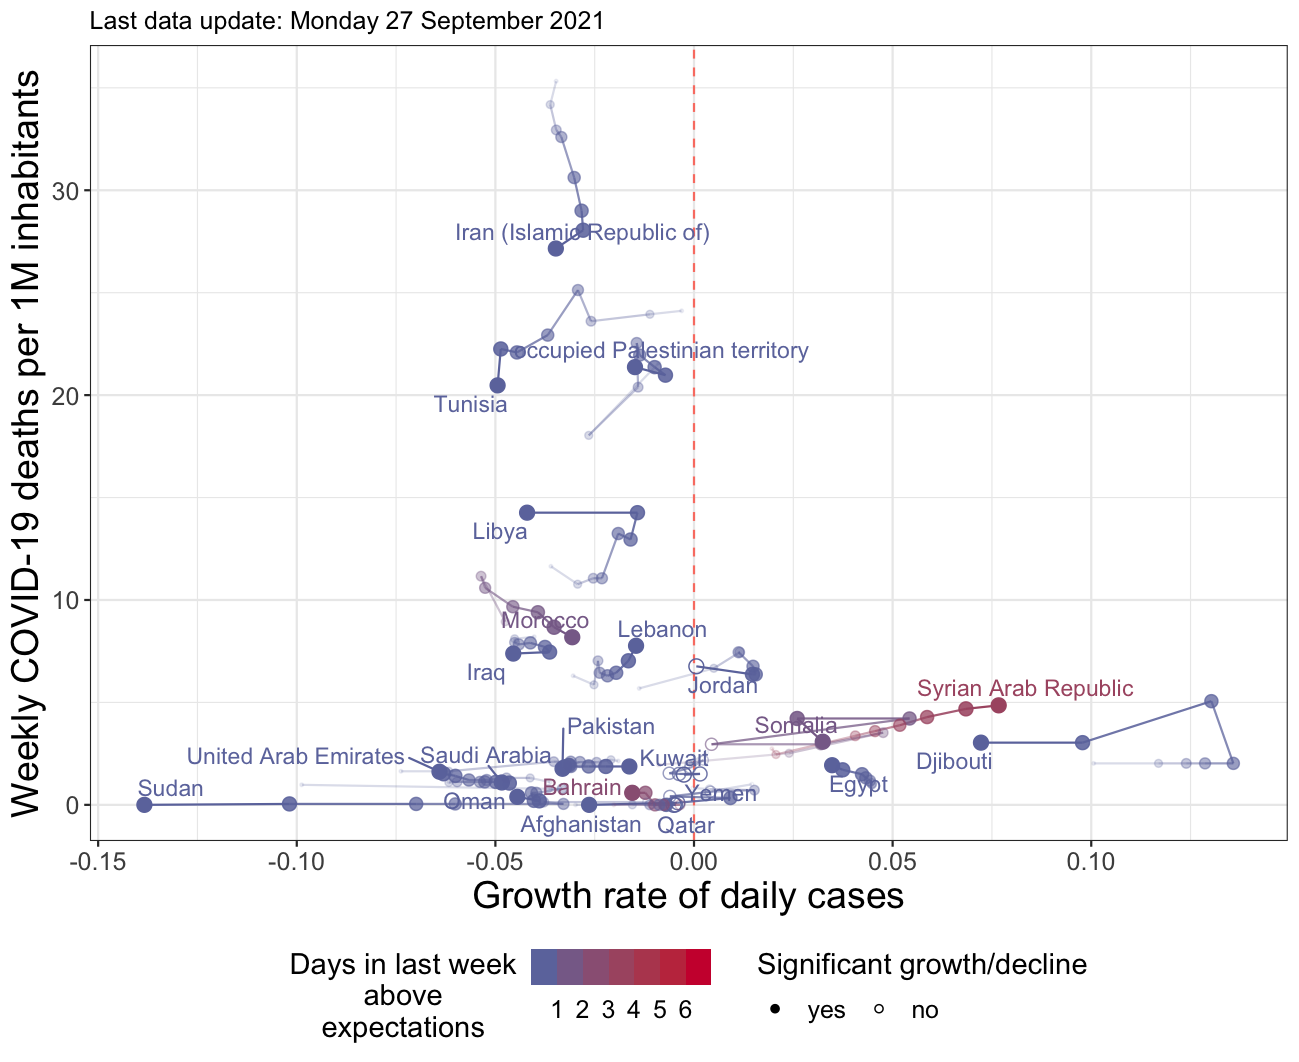 Last data update: Monday 27 September 2021
Weekly COVID-19 deaths per 1M inhabitants
30
20
10
0
Iran (Islamic Republic of)
occupied Palestinian territory
Tunisia
Libya
Morocco
Lebanon
Iraq
Jordan
Syrian Arab Republic
Pakistan
Somalia
United Arab Emirates
Saudi Arabia
Kuwait
Djibouti
Sudan
Bahrain
Egypt
Oman
Yemen
Afghanistan
Qatar
-0.15
-0.10
-0.05
0.00
0.05
0.10
Growth rate of daily cases
Days in last week
above
expectations
1 2 3 4 5 6
Significant growth/decline
yes
no